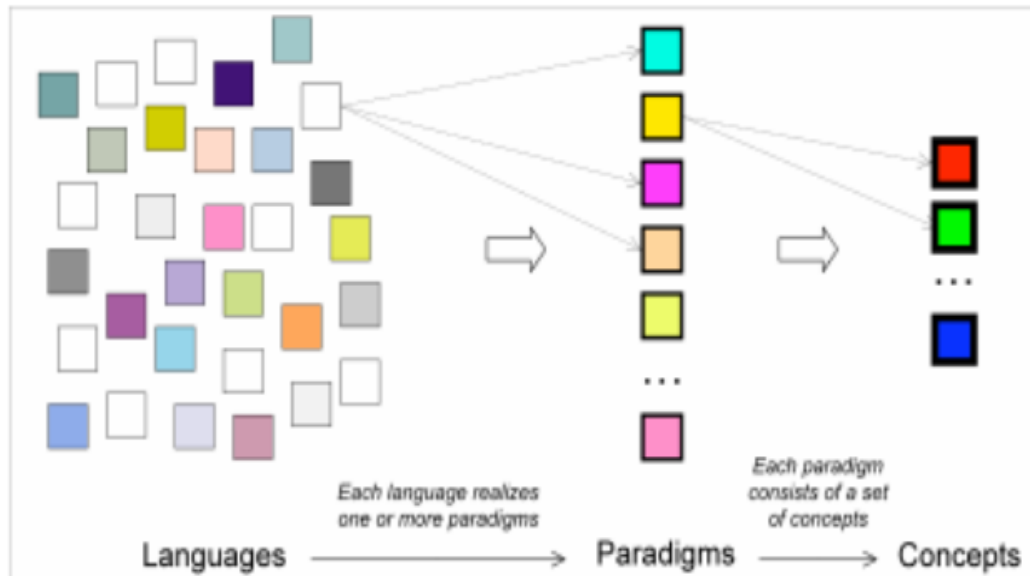 ...
...
Each language realizes
one or more paradigms
Each paradigm
consists of a set
of concepts
Languages
Paradigms
Concepts